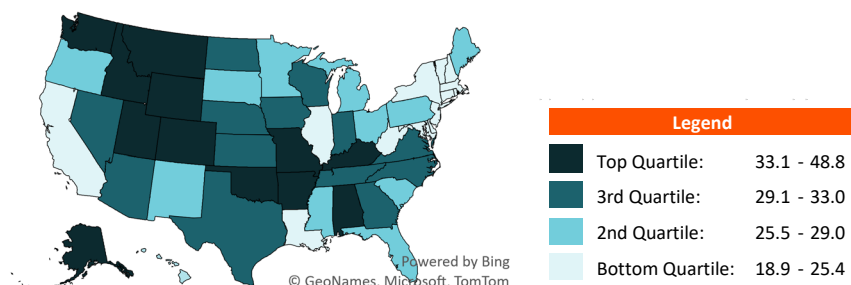 Powered by Bing
© GeoNames, Microsoft, TomTom
Legend
Top Quartile: 33.1 - 48.8
3rd Quartile: 29.1 - 33.0
2nd Quartile: 25.5 - 29.0
Bottom Quartile: 18.9 - 25.4